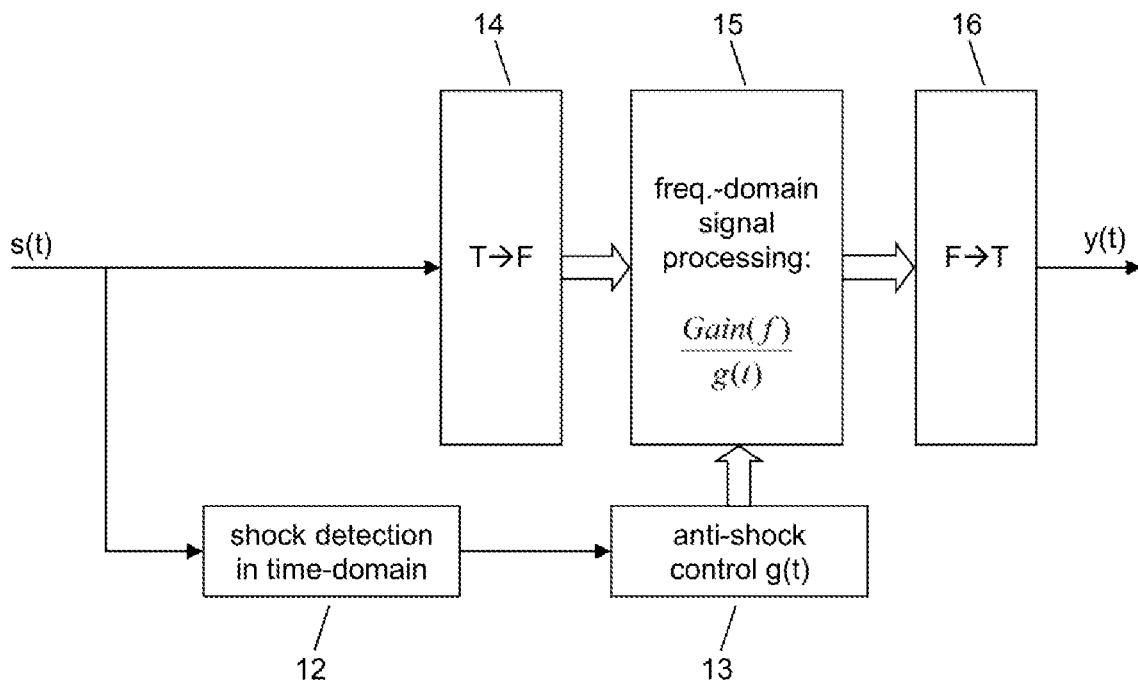 14
15
16
s(t)
T→F
freq.-domain
signal
processing:
Gain(f)
g(t)
F→T
y(t)
shock detection
in time-domain
anti-shock
control g(t)
12
13